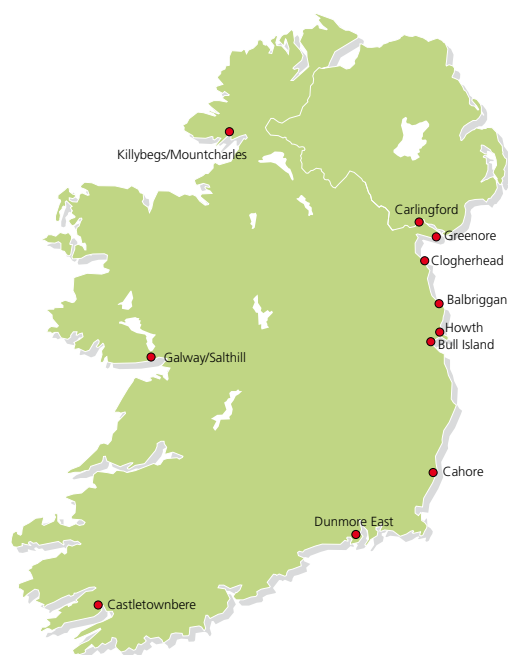 Killybegs/Mountcharles
Carlingford
Greenore
Clogherhead
Balbriggan
Howth
Bull Island
Galway/Salthill
Cahore
Dunmore East
Castletownbere